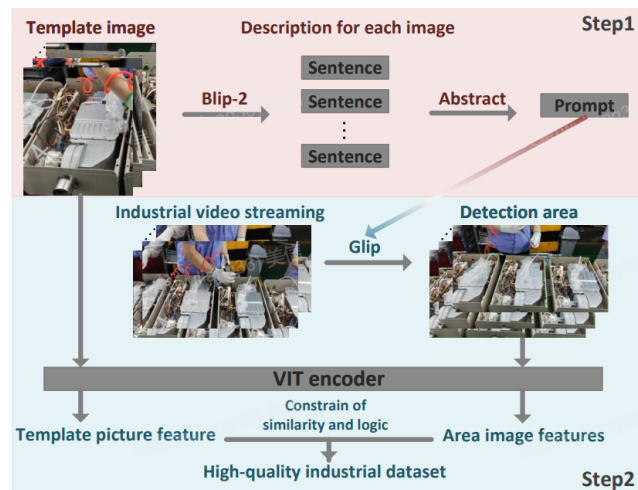 Template image
Description for each image
Step1
Sentence
Blip-2
Sentence
Abstract
Prompt
Sentence
Industrial video streaming
Detection area
Glip
VIT encoder
Constrain of
similarity and logic
Template picture feature
Area image features
High-quality industrial dataset
Step2